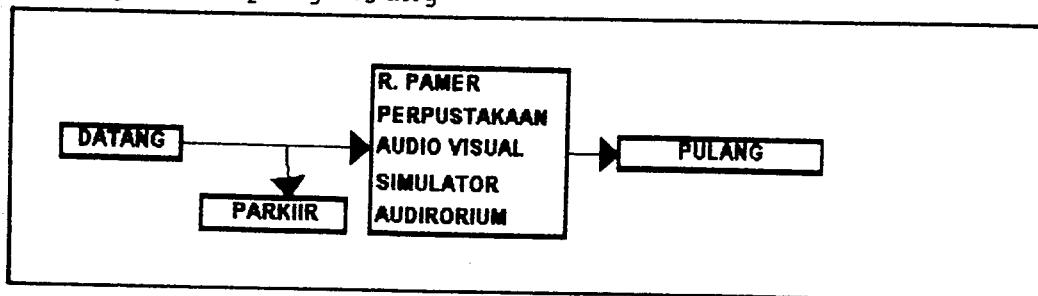 DATANG
PARKIIR
R. PAMER
PERPUSTAKAAN
AUDIO VISUAL
SIMULATOR
AUDIRORIUM
PULANG